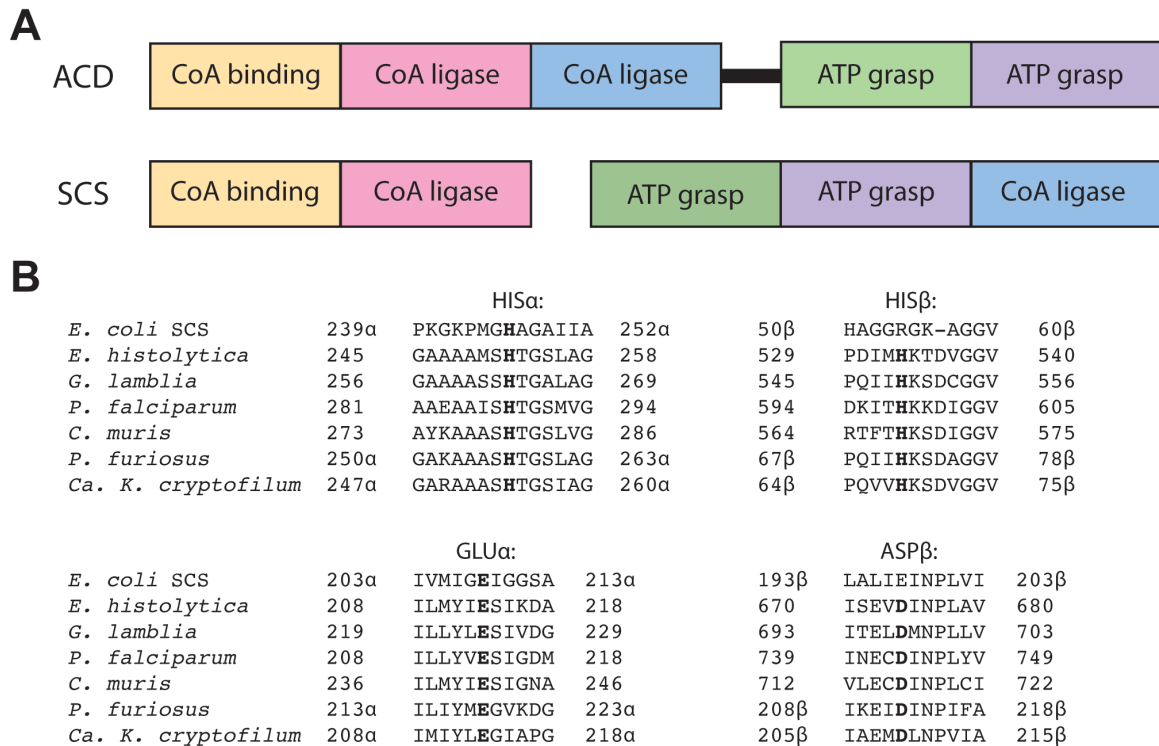 A
ACD CoA binding CoA ligase CoA ligase ATP grasp ATP grasp
SCS CoA binding CoA ligase ATP grasp ATP grasp CoA ligase
B
HISα: HISβ:
E. coli SCS 239α PKGKPMGHAGAIIA 252α 50β HAGGRGK-AGGV 60β
E. histolytica 245 GAAAAMSHTGSLAG 258 529 PDIMHKTDVGGV 540
G. lamblia 256 GAAAASSHTGALAG 269 545 PQIIHKSDCGGV 556
P. falciparum 281 AAEAAISHTGSMVG 294 594 DKITHKKDIGGV 605
C. muris 273 AYKAAASHTGSLVG 286 564 RTFTHKSDIGGV 575
P. furiosus 250α GAKAAASHTGSLAG 263α 67β PQIIHKSDAGGV 78β
Ca. K. cryptofilum 247α GARAAASHTGSIAG 260α 64β PQVVHKSDVGGV 75β
GLUα: ASPβ:
E. coli SCS 203α IVMIGEIGGSA 213α 193β LALIEINPLVI 203β
E. histolytica 208 ILMYIESIKDA 218 670 ISEVDINPLAV 680
G. lamblia 219 ILLYLESIVDG 229 693 ITELDMNPLLV 703
P. falciparum 208 ILLYVESIGDM 218 739 INECDINPLYV 749
C. muris 236 ILMYIESIGNA 246 712 VLECDINPLCI 722
P. furiosus 213α ILIYMEGVKDG 223α 208β IKEIDINPIFA 218β
Ca. K. cryptofilum 208α IMIYLEGIAPG 218α 205β IAEMDLNPVIA 215β